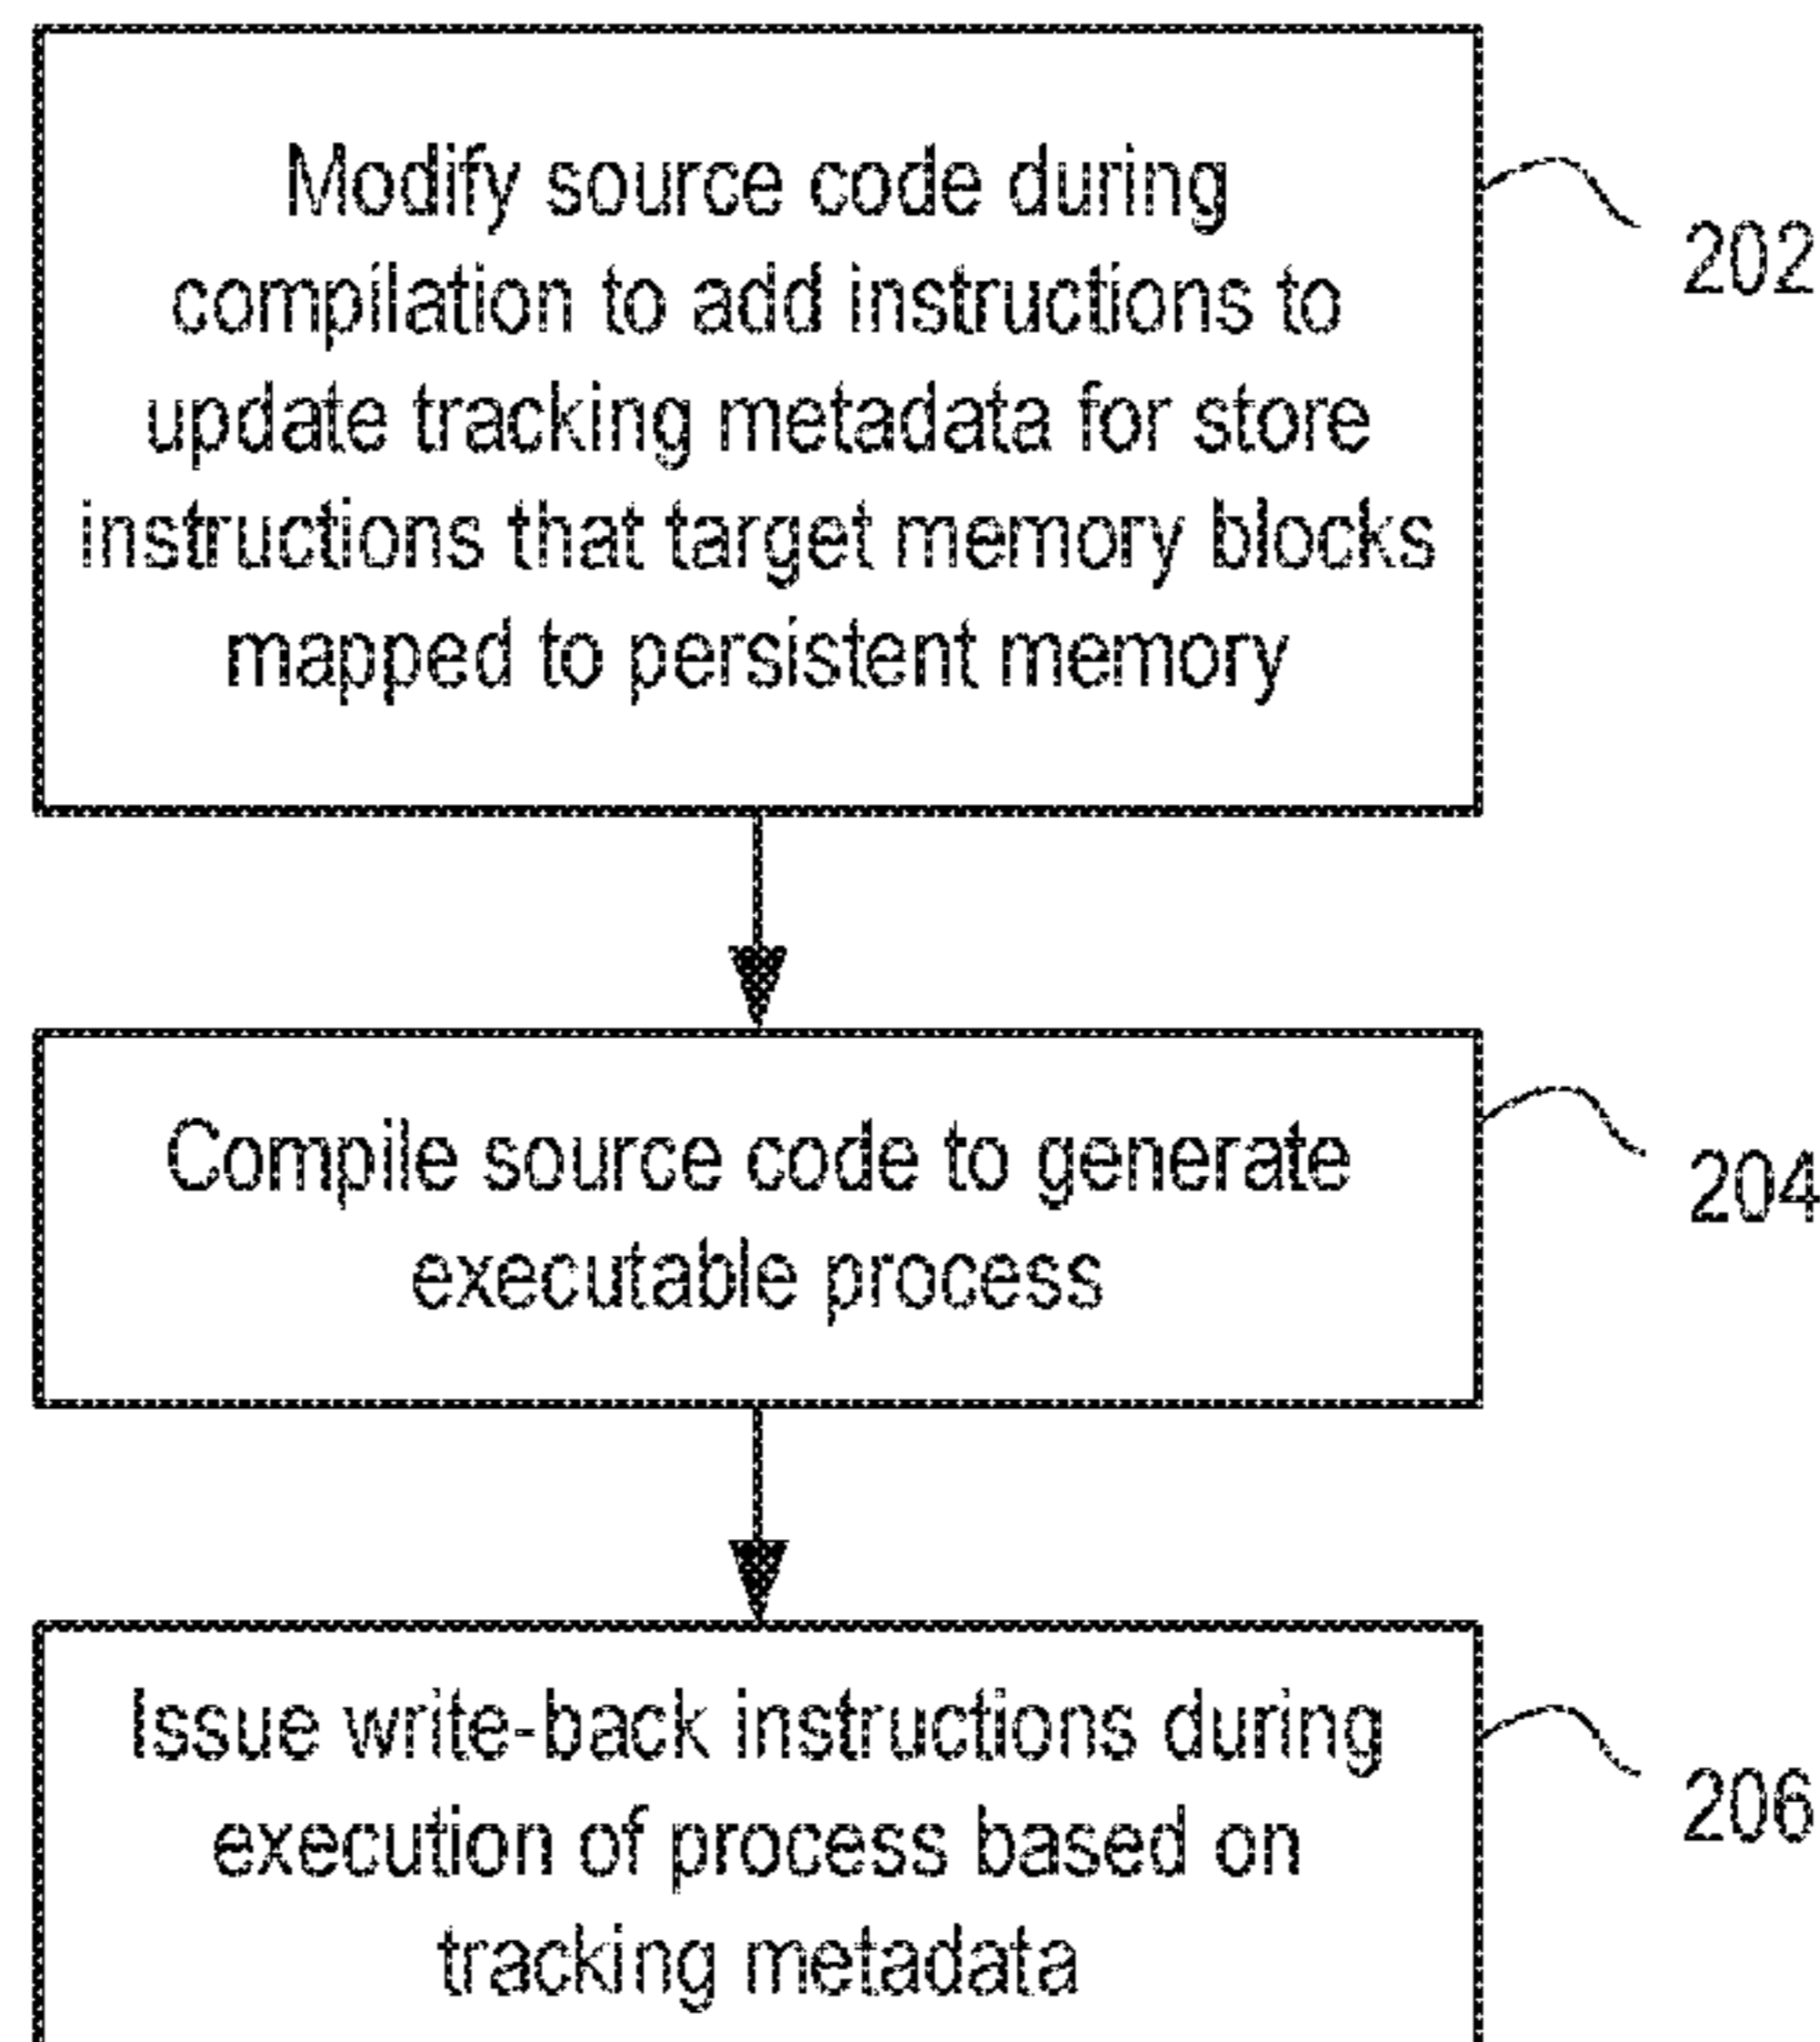 Modify source code during
compilation to add instructions to
update tracking metadata for store
instructions that target memory blocks
mapped to persistent memory
202
Compile source code to generate
executable process
204
Issue write-back instructions during
execution of process based on
tracking metadata
206